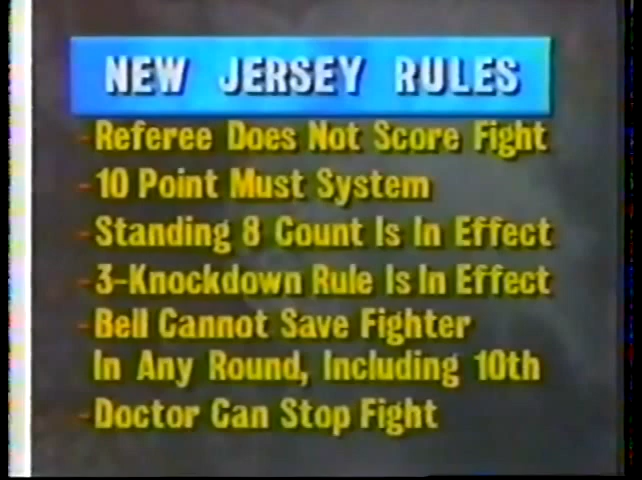 NEW JERSEY RULES
-Referee Does Not Score Fight
-10 Point Must System
-Standing 8 Count Is In Effect
-3-Knockdown Rule Is In Effect
-Bell Cannot Save Fighter
In Any Round, Including 10th
-Doctor Can Stop Fight